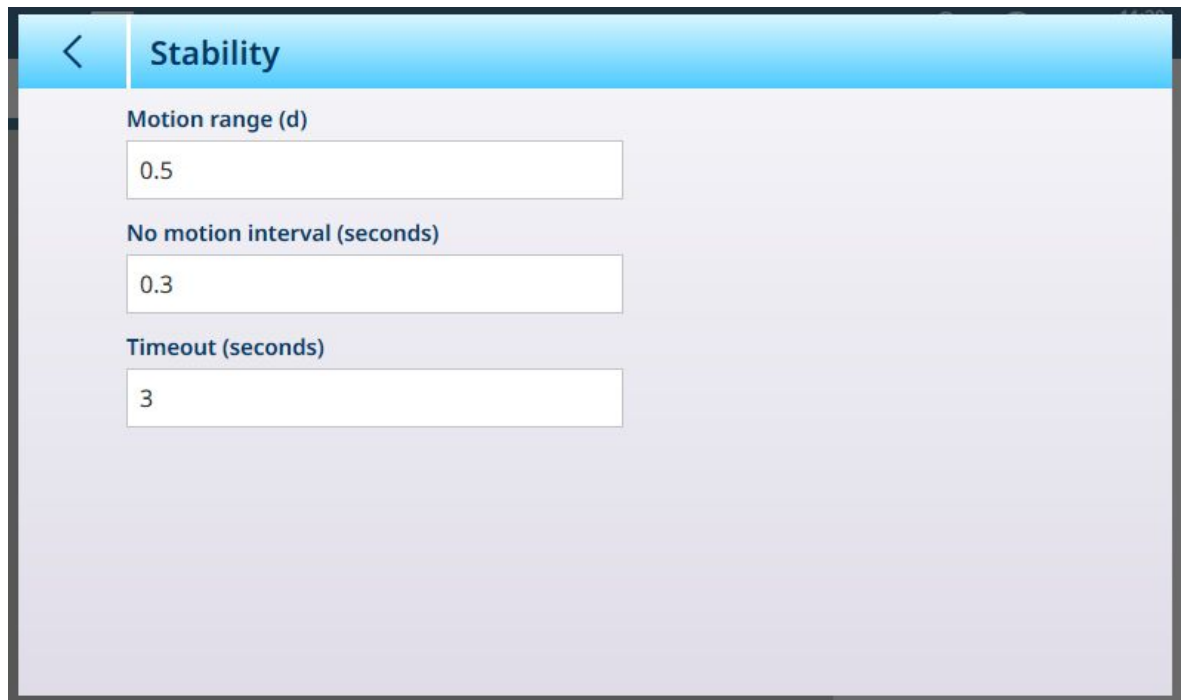 Stability
Motion range (d)
0.5
No motion interval (seconds)
0.3
Timeout (seconds)
3